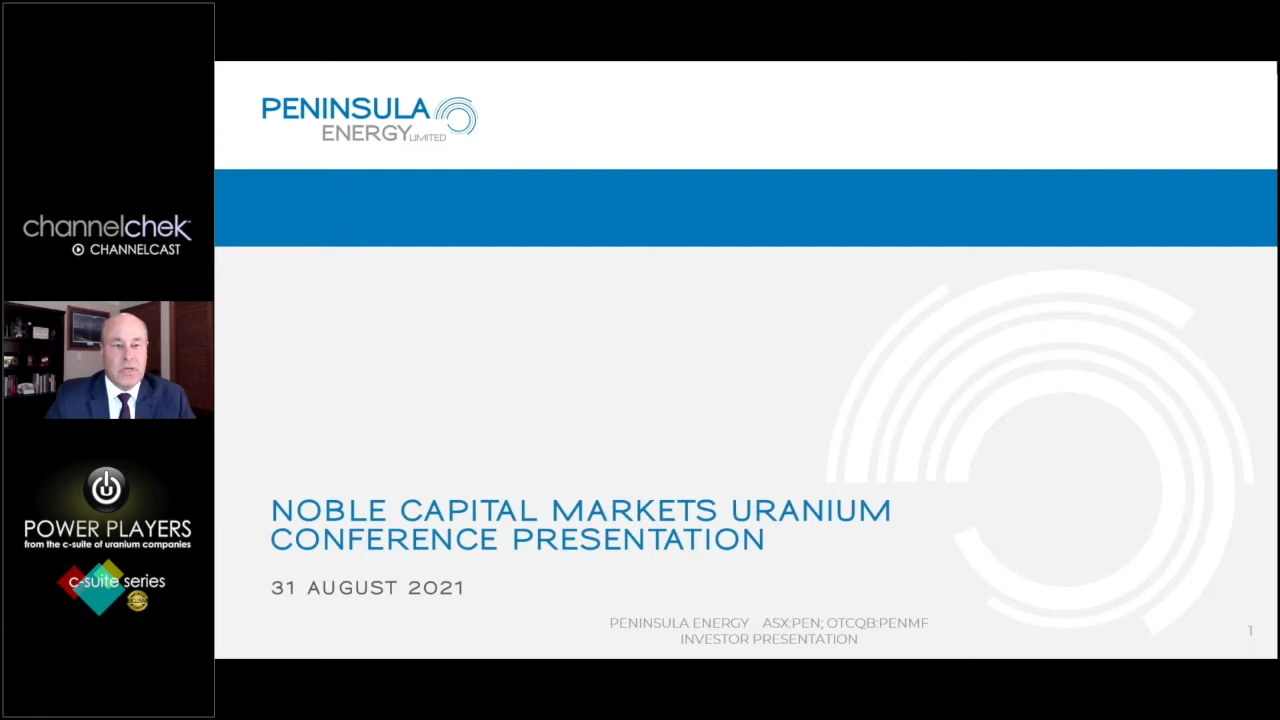 channelchek
CHANNELCAST
POWER PLAYERS
from the c-suite of uranium companies
c-suite series
PENINSULA
ENERGY LIMITED
NOBLE CAPITAL MARKETS URANIUM
CONFERENCE PRESENTATION
31 AUGUST 2021
PENINSULA ENERGY ASX:PEN; OTCQB:PENMF
INVESTOR PRESENTATION
1